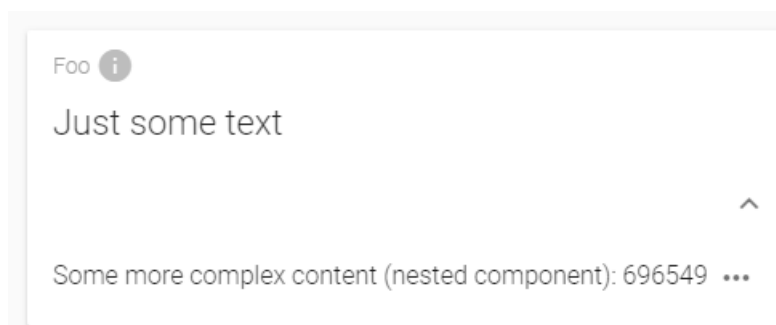 Foo i
Just some text
Some more complex content (nested component): 696549 •••